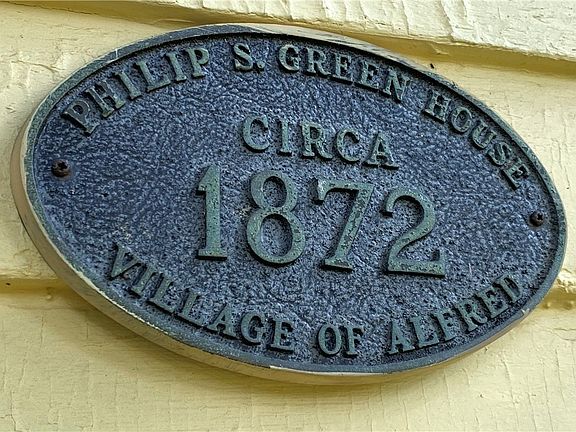 PHILIP S. GREEN HOUSE
CIRCA
1872
VILLAGE OF ALFRED